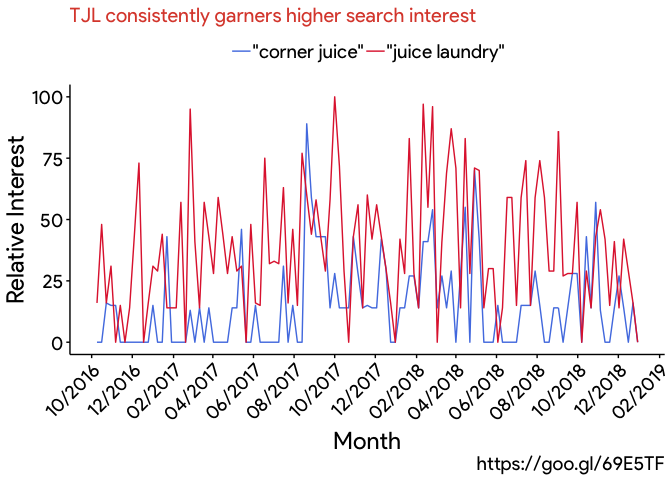 TJL consistently garners higher search interest
"corner juice" "juice laundry"
Relative Interest
100
75
50
25
0
10/2016 12/2016 02/2017 04/2017 06/2017 08/2017 10/2017 12/2017 02/2018 04/2018 06/2018 08/2018 10/2018 12/2018 02/2019
Month
https://goo.gl/69E5TF